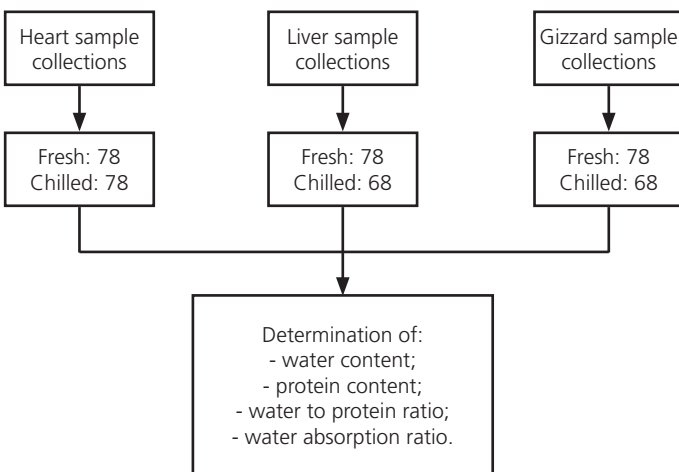 Heart sample
collections
Liver sample
collections
Gizzard sample
collections
Fresh: 78
Chilled: 78
Fresh: 78
Chilled: 68
Fresh: 78
Chilled: 68
Determination of:
- water content;
- protein content;
- water to protein ratio;
- water absorption ratio.